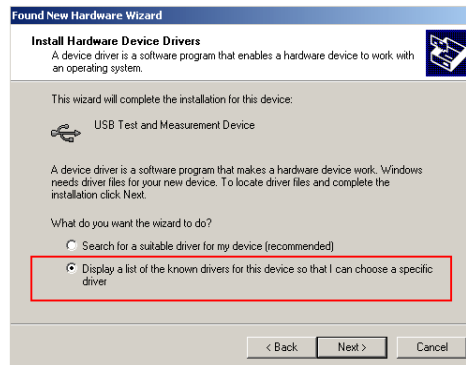 Found New Hardware Wizard
Install Hardware Device Drivers
A device driver is a software program that enables a hardware device to work with
an operating system.
This wizard will complete the installation for this device:
USB Test and Measurement Device
A device driver is a software program that makes a hardware device work. Windows
needs driver files for your new device. To locate driver files and complete the
installation click Next.
What do you want the wizard to do?
Search for a suitable driver for my device (recommended)
Display a list of the known drivers for this device so that I can choose a specific
driver
< Back Next > Cancel